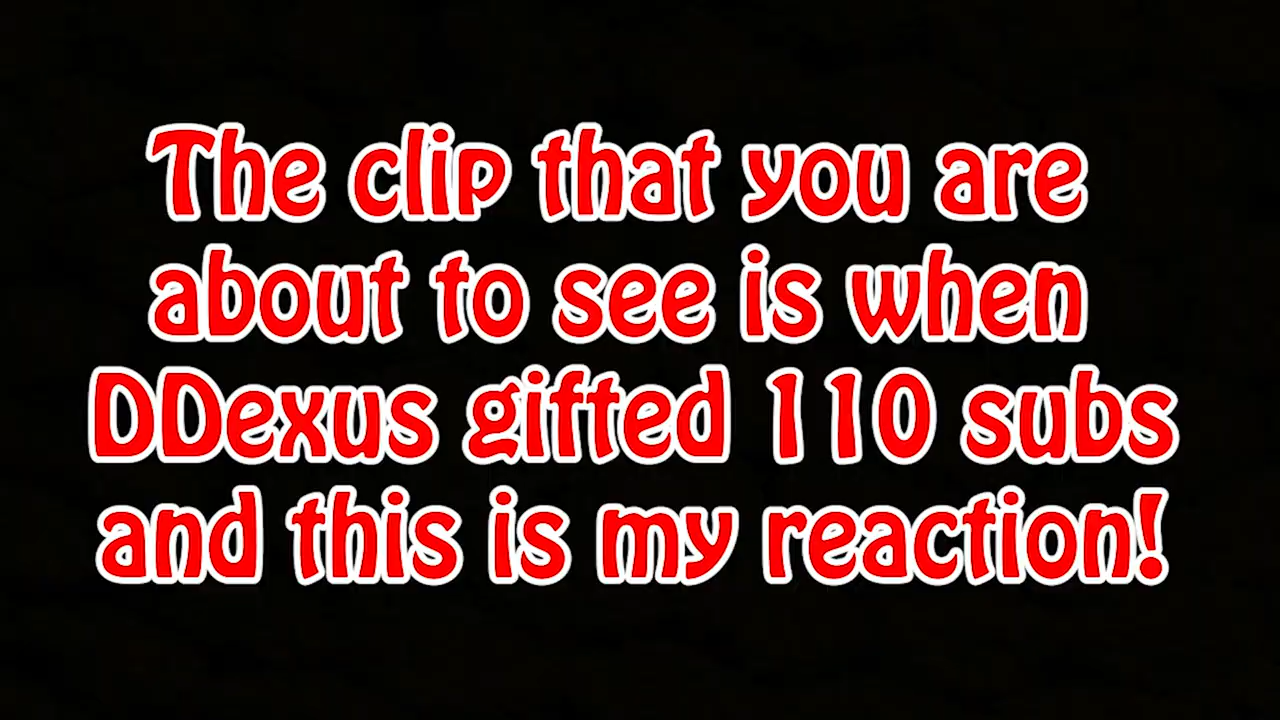 The clip that you are
about to see is when
DDexus gifted 110 subs
and this is my reaction!